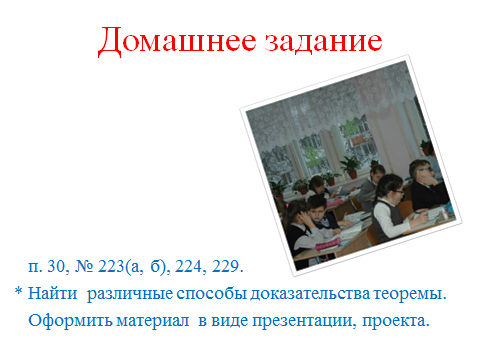 Домашнее задание
п. 30, № 223(а, б), 224, 229.
* Найти различные способы доказательства теоремы.
Оформить материал в виде презентации, проекта.